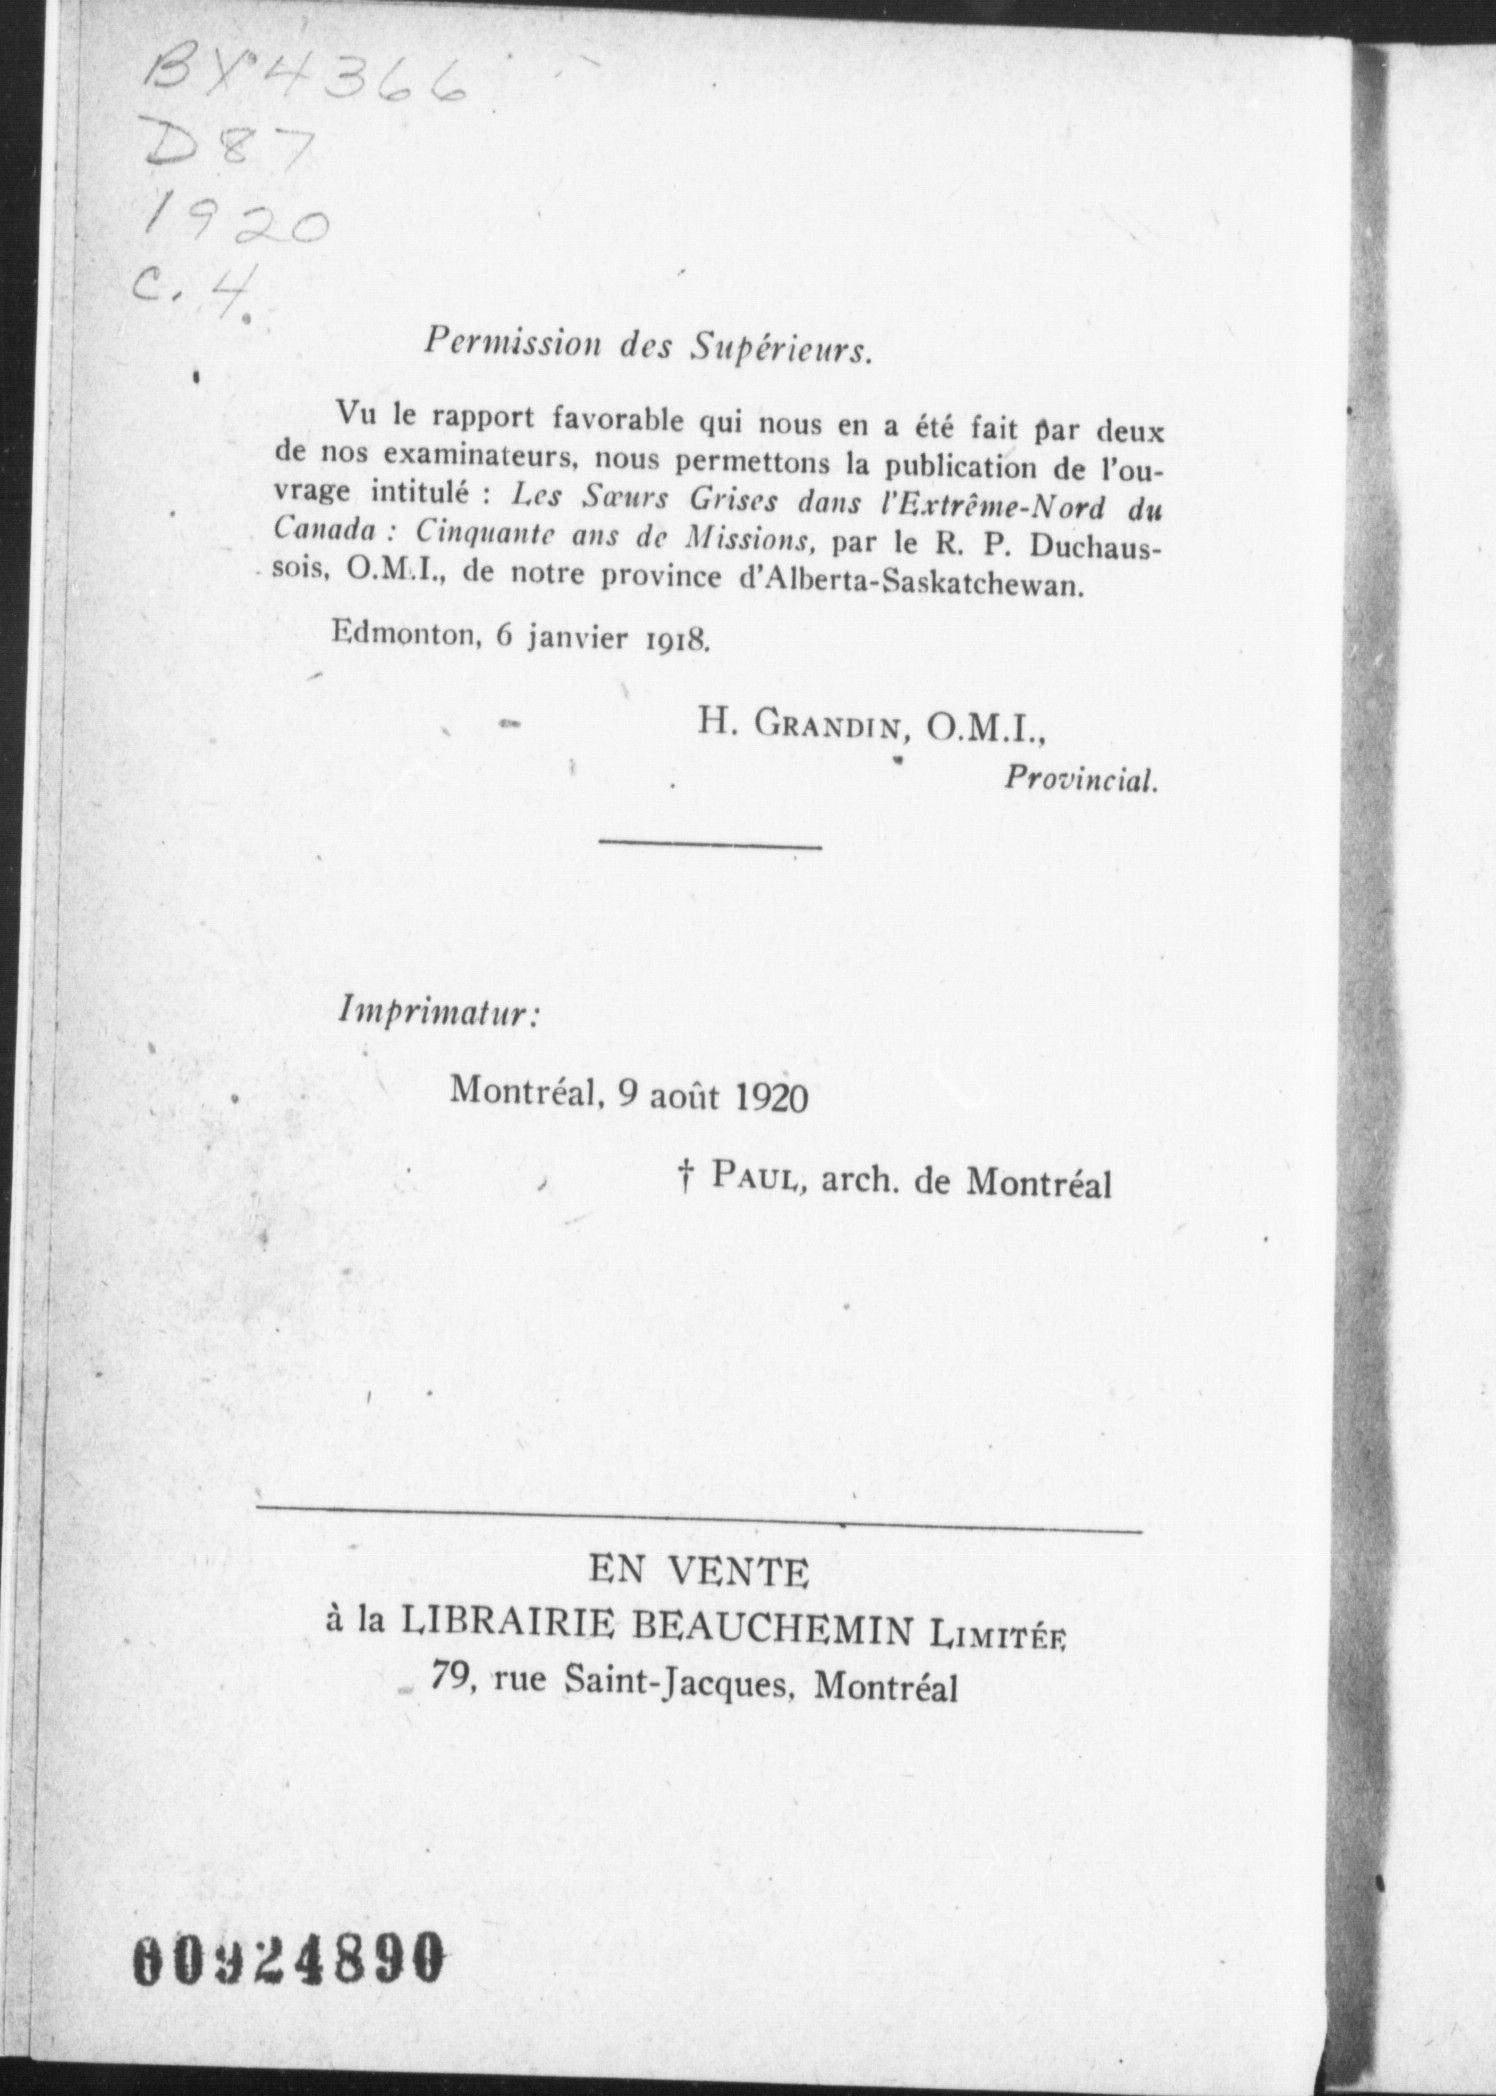 BX4366
D87
1920
c. 4
Permission des Supérieurs.
Vu le rapport favorable qui nous en a été fait par deux
de nos examinateurs, nous permettons la publication de l'ou-
vrage intitulé : Les Sœurs Grises dans l'Extrême-Nord du
Canada : Cinquante ans de Missions, par le R. P. Duchaus-
sois, O.M.I., de notre province d'Alberta-Saskatchewan.
Edmonton, 6 janvier 1918.
H. GRANDIN, O.M.I.,
Provincial.
Imprimatur:
Montréal, 9 août 1920
† PAUL, arch. de Montréal
EN VENTE
à la LIBRAIRIE BEAUCHEMIN LIMITÉE
79, rue Saint-Jacques, Montréal
00924890